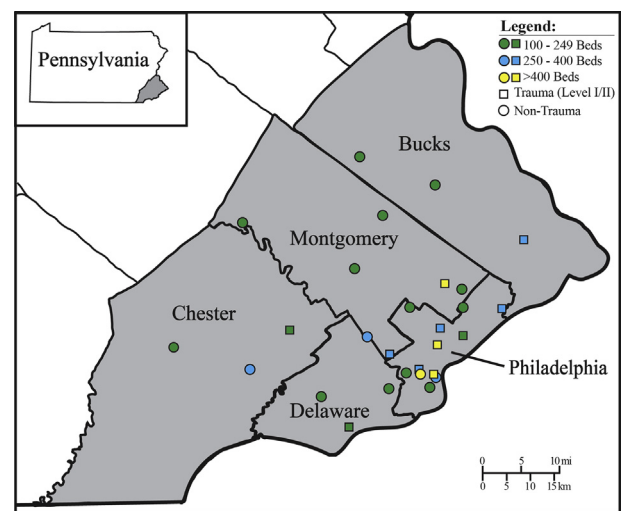 Pennsylvania
Legend:
100 - 249 Beds
250 - 400 Beds
>400 Beds
Trauma (Level I/II)
Non-Trauma
Bucks
Montgomery
Chester
Philadelphia
Delaware
0 5 10 mi
0 5 10 15 km